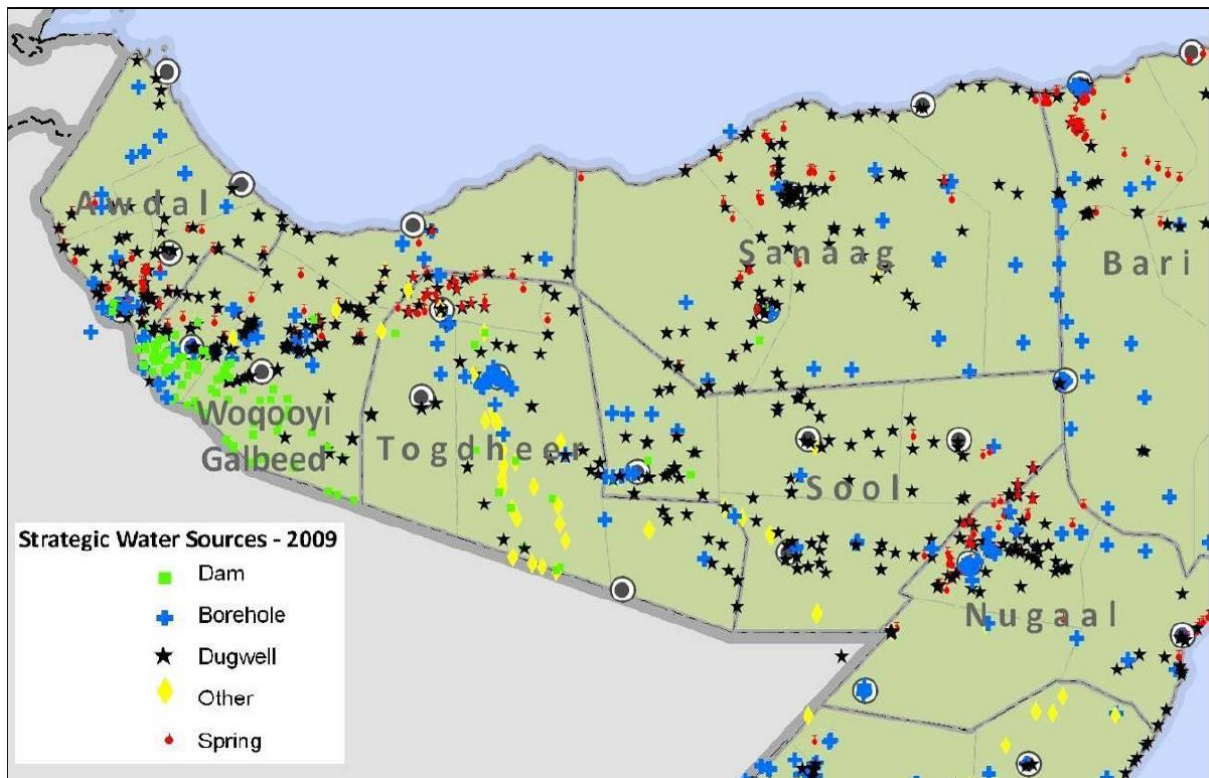 Awdal
Sanaag
Bari
Woqooyi
Galbeed
Togdheer
Sool
Nugaal
Strategic Water Sources - 2009
Dam
Borehole
Dugwell
Other
Spring